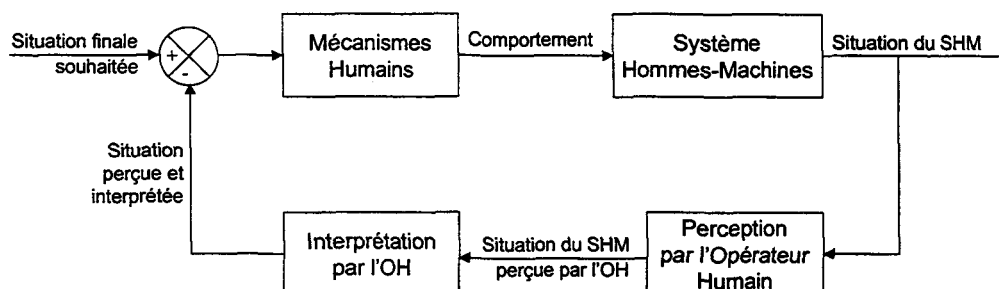 Situation finale
souhaitée
+
-
Mécanismes
Humains
Comportement
Système
Hommes-Machines
Situation du SHM
Situation
perçue et
interprétée
Interprétation
par l'OH
Situation du SHM
perçue par l'OH
Perception
par l'Opérateur
Humain